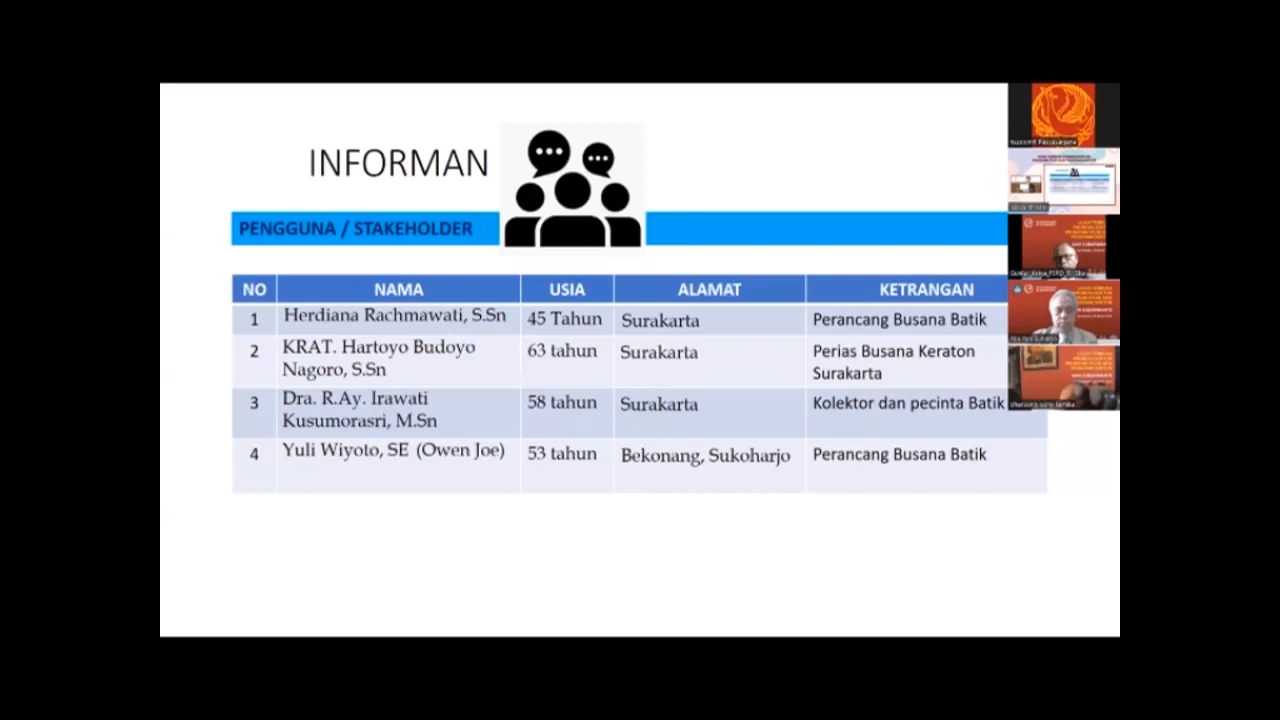 INFORMAN
PENGGUNA / STAKEHOLDER
NO NAMA USIA ALAMAT KETRANGAN
1 Herdiana Rachmawati, S.Sn 45 Tahun Surakarta Perancang Busana Batik
2 KRAT. Hartoyo Budoyo
Nagoro, S.Sn 63 tahun Surakarta Perias Busana Keraton
Surakarta
3 Dra. R.Ay. Irawati
Kusumorasri, M.Sn 58 tahun Surakarta Kolektor dan pecinta Batik
4 Yuli Wiyoto, SE (Owen Joe) 53 tahun Bekonang, Sukoharjo Perancang Busana Batik